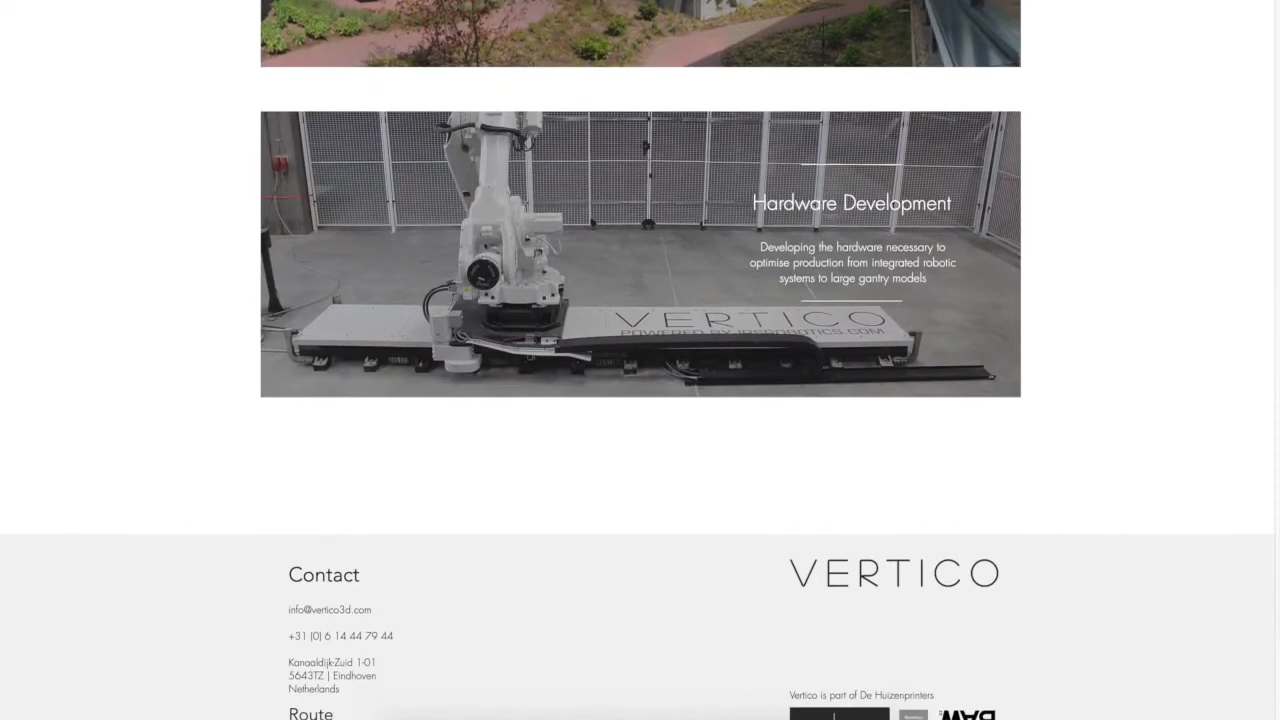 Hardware Development
Developing the hardware necessary to
optimise production from integrated robotic
systems to large gantry models
VERTICO
POWERED BY
Contact
VERTICO
info@vertico3d.com
+31 (0) 6 14 44 79 44
Kanaaldijk-Zuid 1-01
5643TZ | Eindhoven
Netherlands
Vertico is part of De Huizenprinters
Route